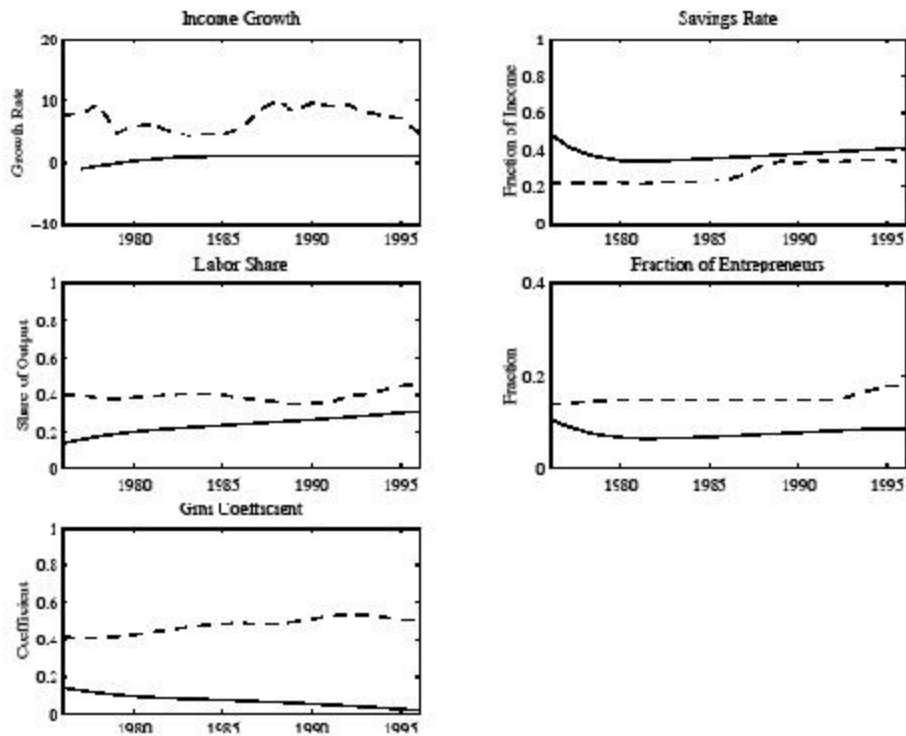 Income Growth
20
10
0
−10
Growth Rate
1980 1985 1990 1995
Savings Rate
1
0.8
0.6
0.4
0.2
0
Fraction of Income
1980 1985 1990 1995
Labor Share
1
0.8
0.6
0.4
0.2
0
Share of Output
1980 1985 1990 1995
Fraction of Entrepreneurs
0.4
0.2
0
Fraction
1980 1985 1990 1995
Gini Coefficient
1
0.8
0.6
0.4
0.2
0
Coefficient
1980 1985 1990 1995